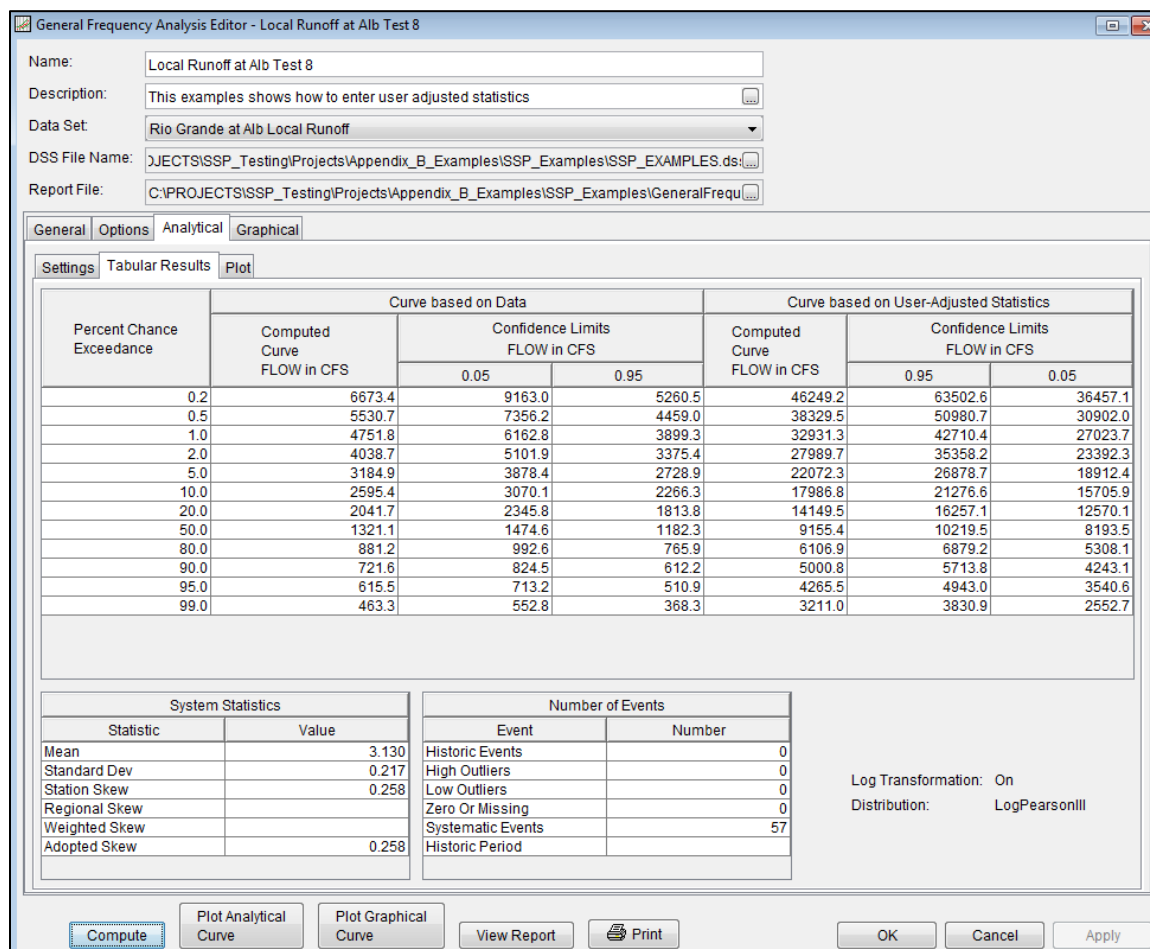 General Frequency Analysis Editor - Local Runoff at Alb Test 8
Name: Local Runoff at Alb Test 8
Description: This examples shows how to enter user adjusted statistics ...
Data Set: Rio Grande at Alb Local Runoff
DSS File Name: OJECTS\SSP_Testing\Projects\Appendix_B_Examples\SSP_Examples\SSP_EXAMPLES.dss ...
Report File: C:\PROJECTS\SSP_Testing\Projects\Appendix_B_Examples\SSP_Examples\GeneralFrequ ...
General Options Analytical Graphical
Settings Tabular Results Plot
Curve based on Data Curve based on User-Adjusted Statistics
Percent Chance Exceedance
Computed Curve FLOW in CFS
Confidence Limits FLOW in CFS
Computed Curve FLOW in CFS
Confidence Limits FLOW in CFS
0.05 0.95 0.95 0.05
0.2 6673.4 9163.0 5260.5 46249.2 63502.6 36457.1
0.5 5530.7 7356.2 4459.0 38329.5 50980.7 30902.0
1.0 4751.8 6162.8 3899.3 32931.3 42710.4 27023.7
2.0 4038.7 5101.9 3375.4 27989.7 35358.2 23392.3
5.0 3184.9 3878.4 2728.9 22072.3 26878.7 18912.4
10.0 2595.4 3070.1 2266.3 17986.8 21276.6 15705.9
20.0 2041.7 2345.8 1813.8 14149.5 16257.1 12570.1
50.0 1321.1 1474.6 1182.3 9155.4 10219.5 8193.5
80.0 881.2 992.6 765.9 6106.9 6879.2 5308.1
90.0 721.6 824.5 612.2 5000.8 5713.8 4243.1
95.0 615.5 713.2 510.9 4265.5 4943.0 3540.6
99.0 463.3 552.8 368.3 3211.0 3830.9 2552.7
System Statistics
Statistic Value
Mean 3.130
Standard Dev 0.217
Station Skew 0.258
Regional Skew
Weighted Skew
Adopted Skew 0.258
Number of Events
Event Number
Historic Events 0
High Outliers 0
Low Outliers 0
Zero Or Missing 0
Systematic Events 57
Historic Period
Log Transformation: On
Distribution: LogPearsonIII
Compute
Plot Analytical Curve
Plot Graphical Curve
View Report
Print
OK
Cancel
Apply